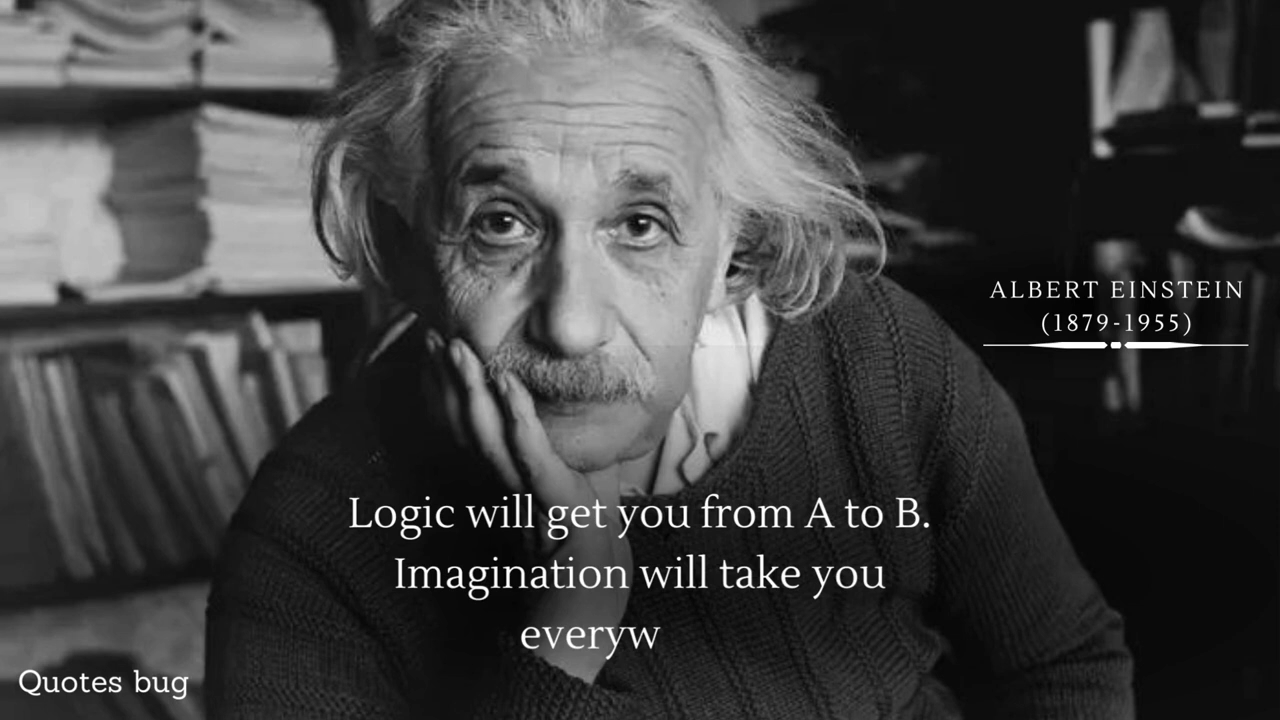 ALBERT EINSTEIN
(1879-1955)
Logic will get you from A to B.
Imagination will take you
everyw
Quotes bug